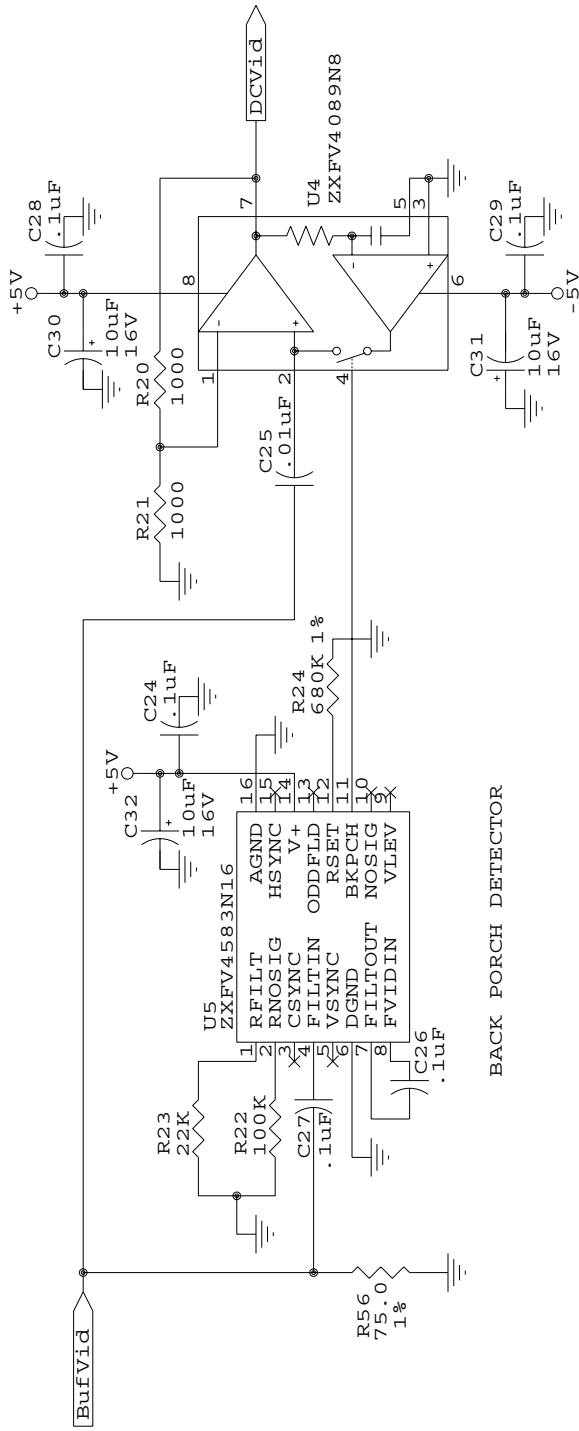 BufVid
R56
75.0
1%
R23
22K
R22
100K
C27
.1uF
C26
.1uF
U5
ZXFV4583N16
1 RFILT
2 RNOSIG
3 CSYNC
4 FILTIN
5 VSYNC
6 DGND
7 FILTOUT
8 FVIDIN
AGND 16
HSYNC 15
V+ 14
ODDFLD 13
RSET 12
BKPCH 11
NOSIG 10
VLEV 9
BACK PORCH DETECTOR
+5V
C32
10uF
16V
C24
.1uF
R24
680K 1%
R21
1000
R20
1000
C25
.01uF
+5V
C30
10uF
16V
C28
.1uF
1
2
4
8
7
5
3
6
-
+
-
+
U4
ZXFV4089N8
DCVid
C31
10uF
16V
C29
.1uF
-5V
+
+
+